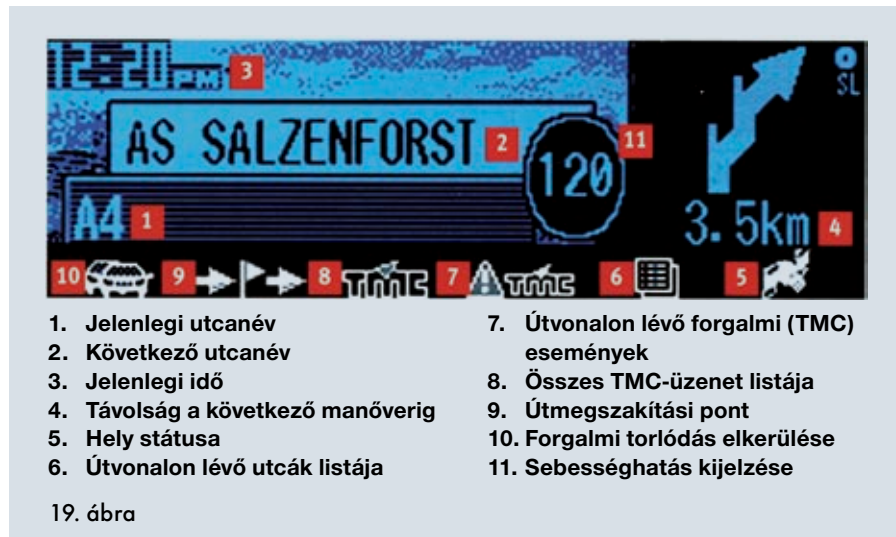 12:20PM 3
SL
AS SALZENFORST 2
120 11
A4 1
3.5km 4
10 9 8 TMC 7 TMC 6 5
1. Jelenlegi utcanév
2. Következő utcanév
3. Jelenlegi idő
4. Távolság a következő manőverig
5. Hely státusa
6. Útvonalon lévő utcák listája
7. Útvonalon lévő forgalmi (TMC)
események
8. Összes TMC-üzenet listája
9. Útmegszakítási pont
10. Forgalmi torlódás elkerülése
11. Sebességhatás kijelzése
19. ábra